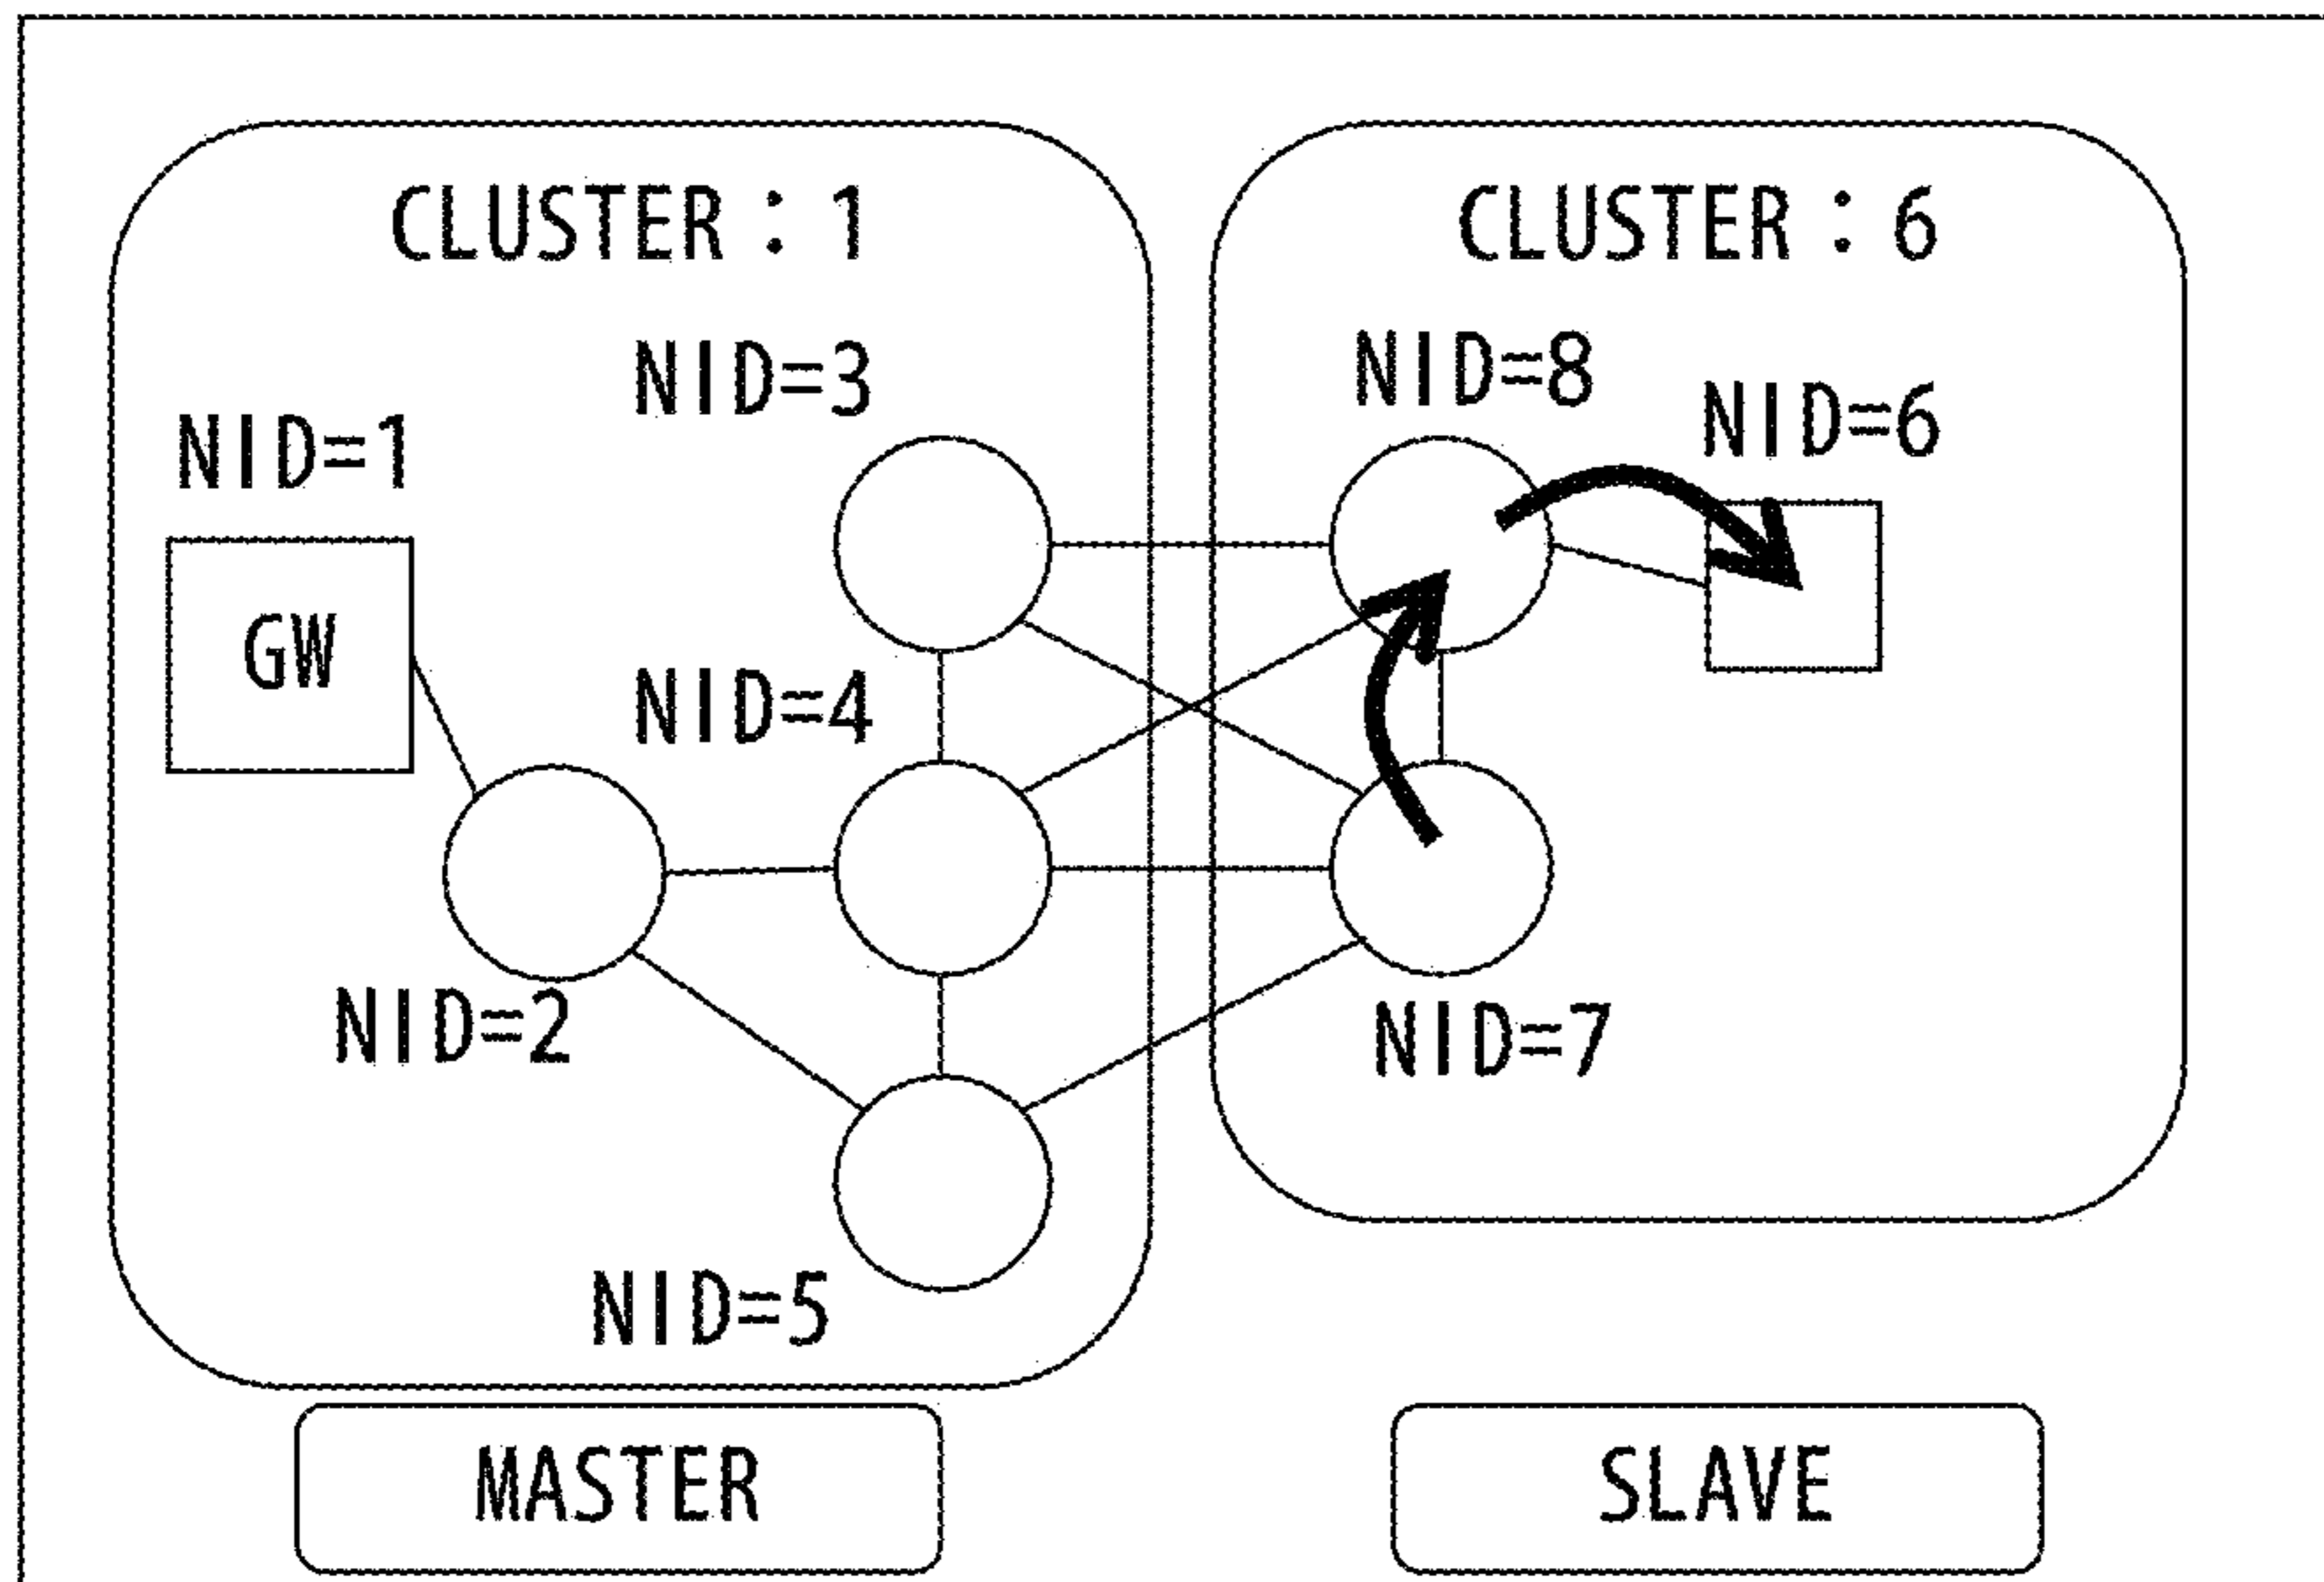 CLUSTER：1
NID=3
NID=1
GW
NID=4
NID=2
NID=5
MASTER
CLUSTER：6
NID=8
NID=6
NID=7
SLAVE